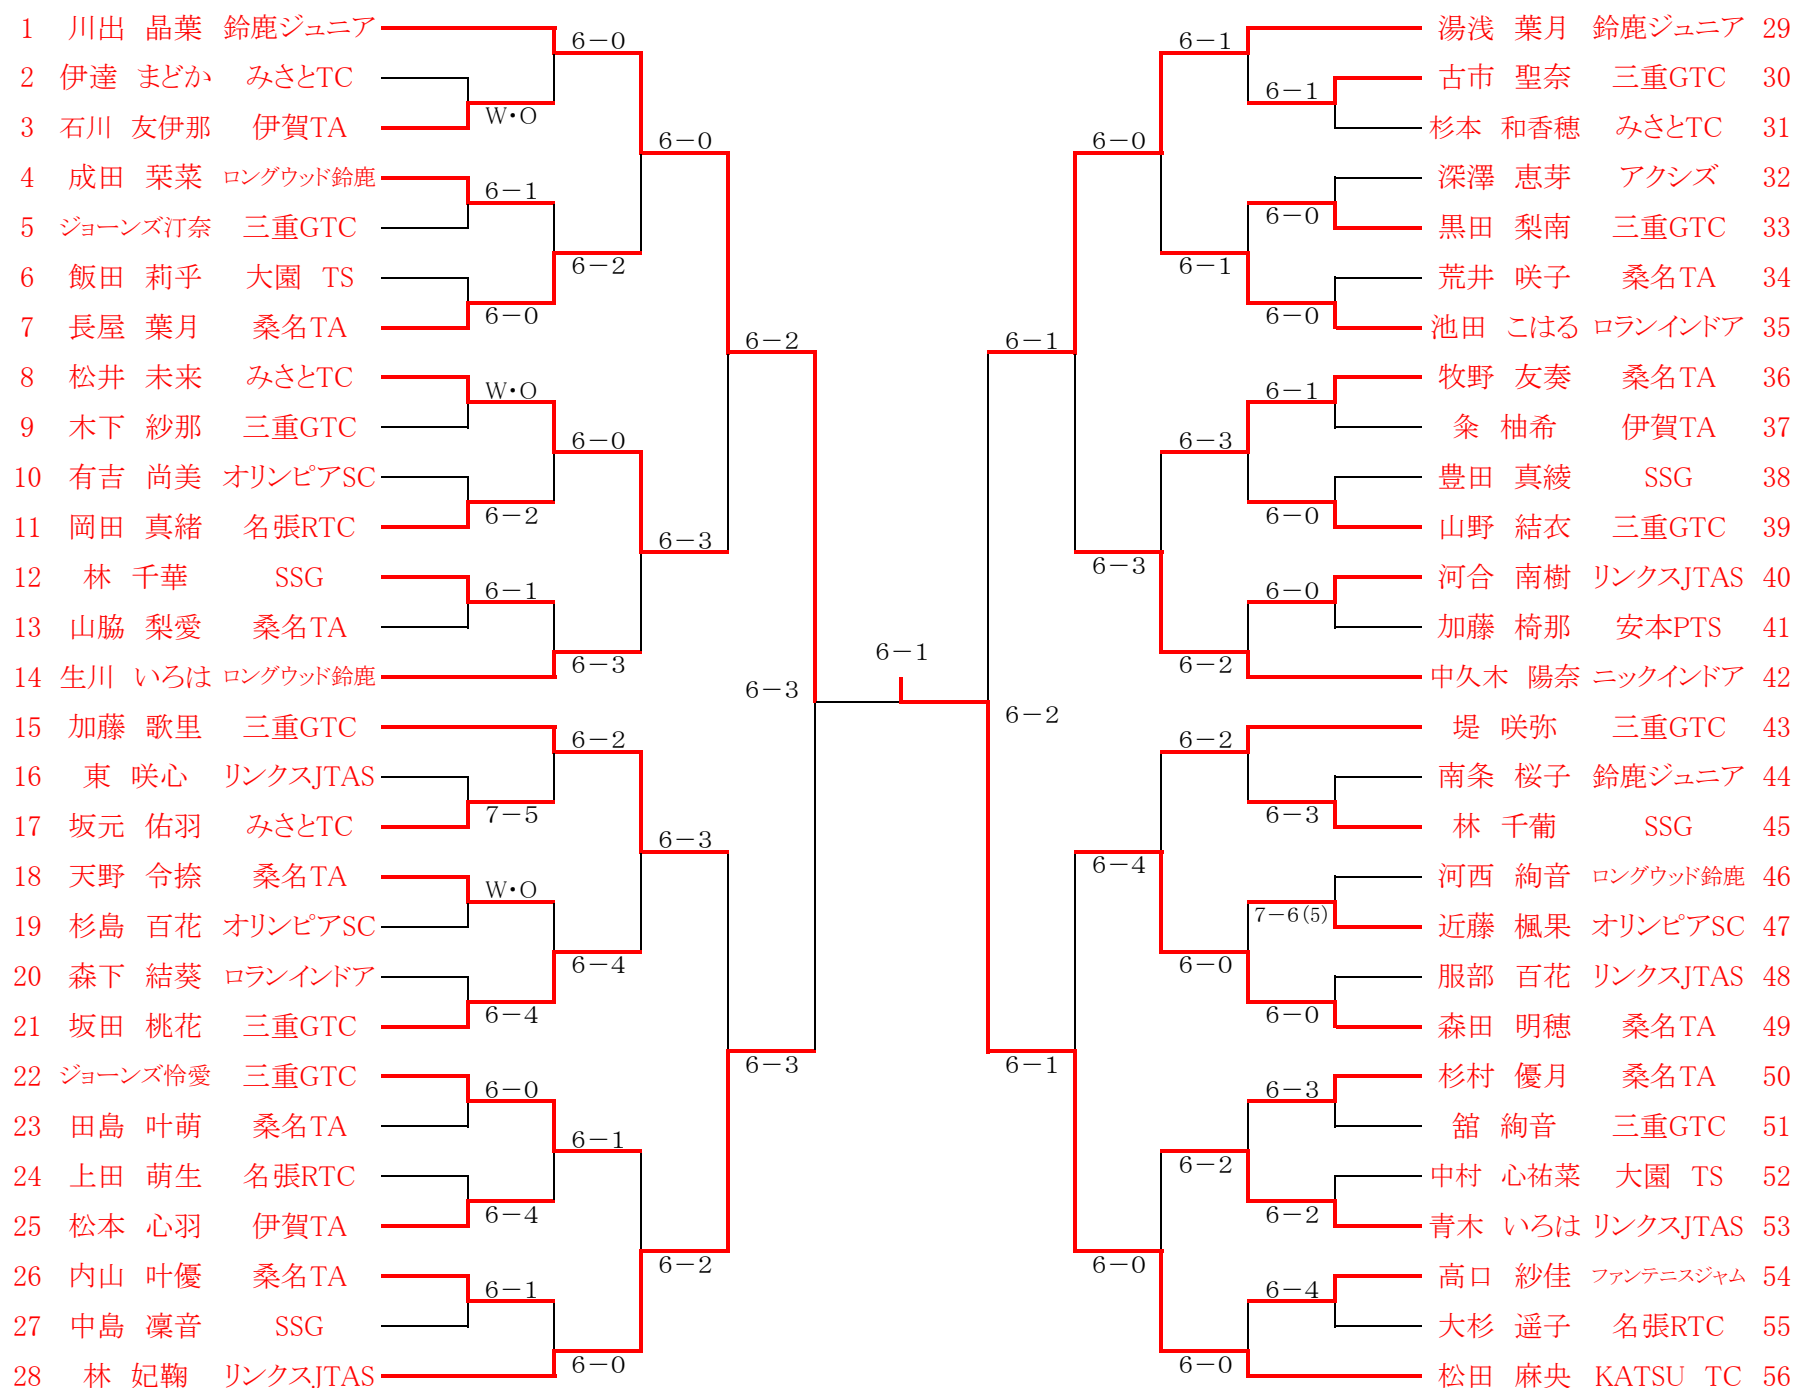 1 川出 晶葉 鈴鹿ジュニア
2 伊達 まどか みさとTC
3 石川 友伊那 伊賀TA
4 成田 栞菜 ロングウッド鈴鹿
5 ジョーンズ汀奈 三重GTC
6 飯田 莉乎 大園 TS
7 長屋 葉月 桑名TA
8 松井 未来 みさとTC
9 木下 紗那 三重GTC
10 有吉 尚美 オリンピアSC
11 岡田 真緒 名張RTC
12 林 千華 SSG
13 山脇 梨愛 桑名TA
14 生川 いろは ロングウッド鈴鹿
15 加藤 歌里 三重GTC
16 東 咲心 リンクスJTAS
17 坂元 佑羽 みさとTC
18 天野 令捺 桑名TA
19 杉島 百花 オリンピアSC
20 森下 結葵 ロランインドア
21 坂田 桃花 三重GTC
22 ジョーンズ怜愛 三重GTC
23 田島 叶萌 桑名TA
24 上田 萌生 名張RTC
25 松本 心羽 伊賀TA
26 内山 叶優 桑名TA
27 中島 凜音 SSG
28 林 妃鞠 リンクスJTAS
W・O
6-1
6-0
W・O
6-2
6-1
7-5
W・O
6-4
6-0
6-4
6-1
6-0
6-2
6-0
6-3
6-2
6-4
6-1
6-0
6-0
6-3
6-3
6-2
6-2
6-3
6-3
6-1
6-2
6-1
6-1
6-0
6-3
6-4
6-0
6-1
6-1
6-3
6-2
6-2
6-0
6-2
6-0
6-1
6-0
6-0
6-1
6-0
6-0
6-3
7-6(5)
6-0
6-3
6-2
6-4
湯浅 葉月 鈴鹿ジュニア 29
古市 聖奈 三重GTC 30
杉本 和香穂 みさとTC 31
深澤 恵芽 アクシズ 32
黒田 梨南 三重GTC 33
荒井 咲子 桑名TA 34
池田 こはる ロランインドア 35
牧野 友奏 桑名TA 36
粂 柚希 伊賀TA 37
豊田 真綾 SSG 38
山野 結衣 三重GTC 39
河合 南樹 リンクスJTAS 40
加藤 椅那 安本PTS 41
中久木 陽奈 ニックインドア 42
堤 咲弥 三重GTC 43
南条 桜子 鈴鹿ジュニア 44
林 千葡 SSG 45
河西 絢音 ロングウッド鈴鹿 46
近藤 楓果 オリンピアSC 47
服部 百花 リンクスJTAS 48
森田 明穂 桑名TA 49
杉村 優月 桑名TA 50
舘 絢音 三重GTC 51
中村 心祐菜 大園 TS 52
青木 いろは リンクスJTAS 53
高口 紗佳 ファンテニスジャム 54
大杉 遥子 名張RTC 55
松田 麻央 KATSU TC 56